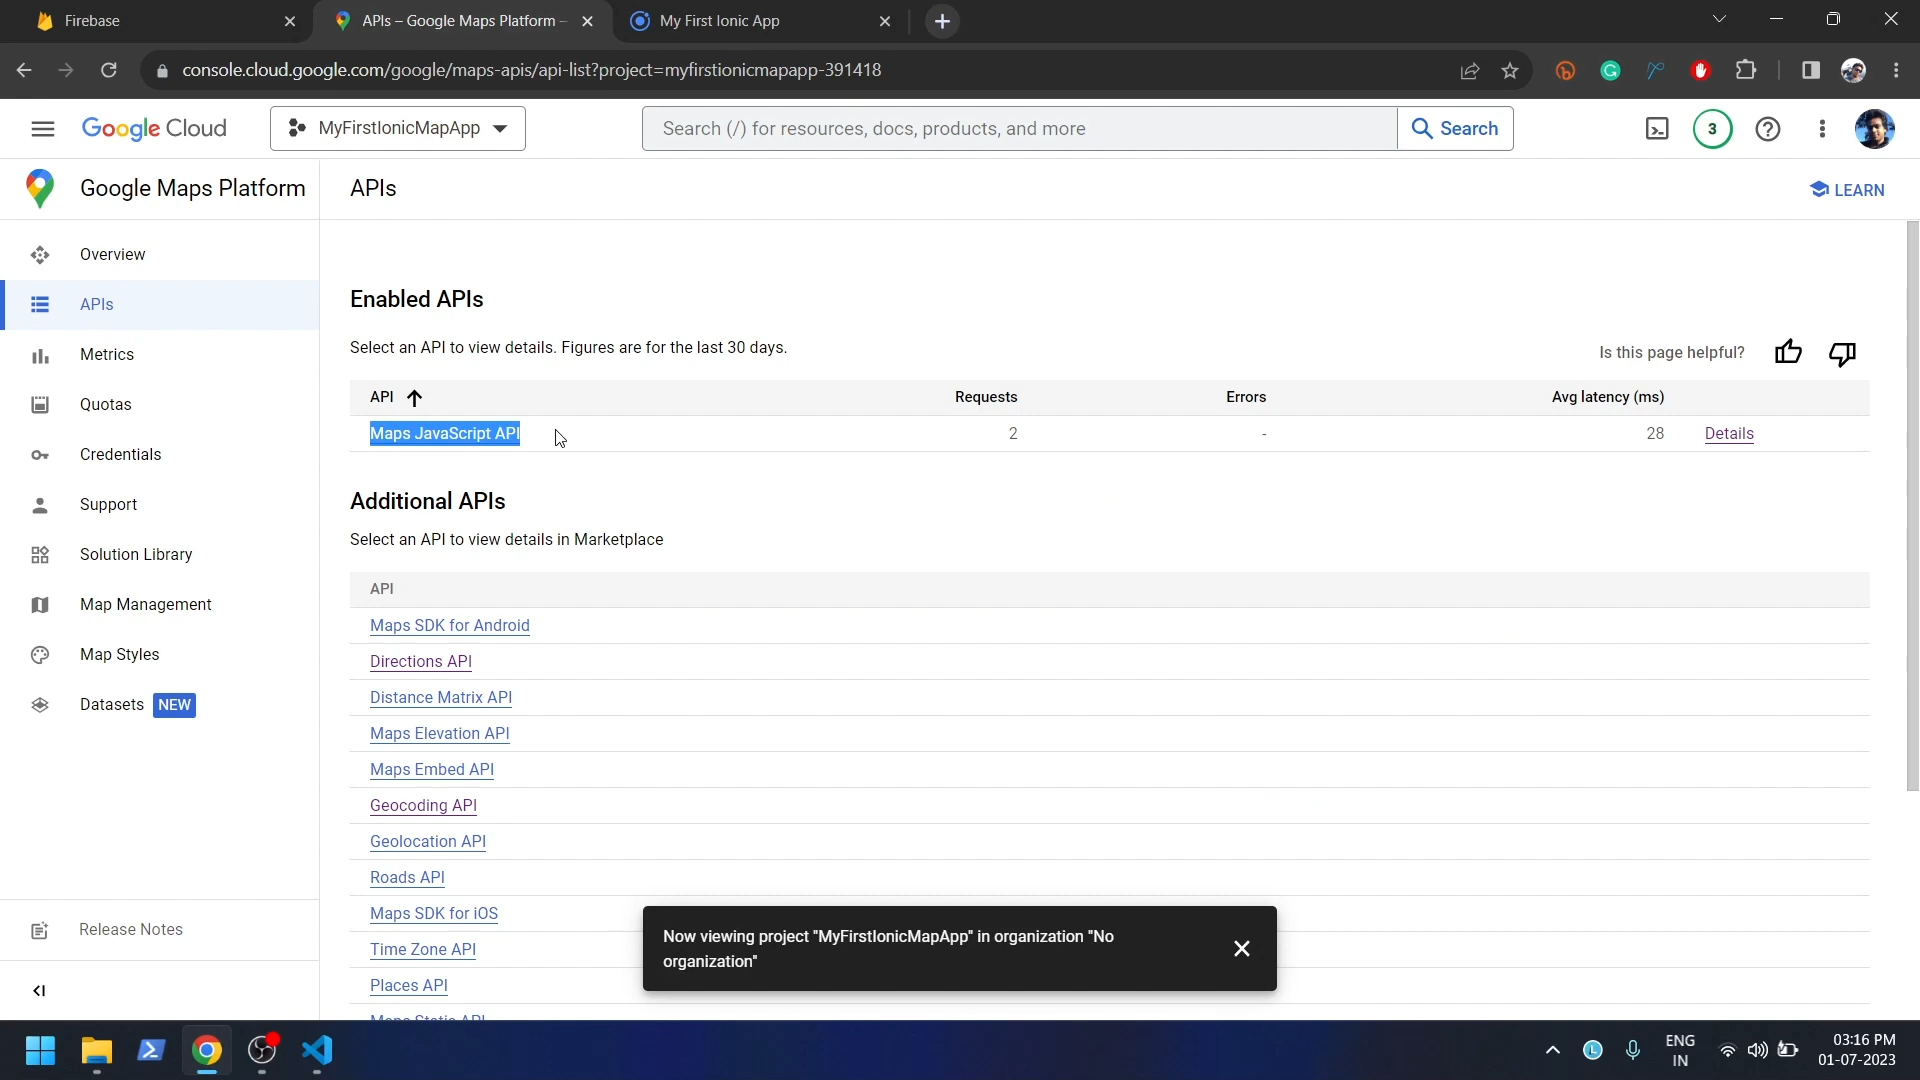 Firebase
APIs – Google Maps Platform –
My First Ionic App
console.cloud.google.com/google/maps-apis/api-list?project=myfirstionicmapapp-391418
Google Cloud
MyFirstIonicMapApp
Search (/) for resources, docs, products, and more
Search
3
Google Maps Platform
APIs
LEARN
Overview
APIs
Metrics
Quotas
Credentials
Support
Solution Library
Map Management
Map Styles
Datasets NEW
Release Notes
Enabled APIs
Select an API to view details. Figures are for the last 30 days.
Is this page helpful?
API Requests Errors Avg latency (ms)
Maps JavaScript API 2 - 28 Details
Additional APIs
Select an API to view details in Marketplace
API
Maps SDK for Android
Directions API
Distance Matrix API
Maps Elevation API
Maps Embed API
Geocoding API
Geolocation API
Roads API
Maps SDK for iOS
Time Zone API
Places API
Maps Static API
Now viewing project "MyFirstIonicMapApp" in organization "No
organization"
ENG
IN
03:16 PM
01-07-2023